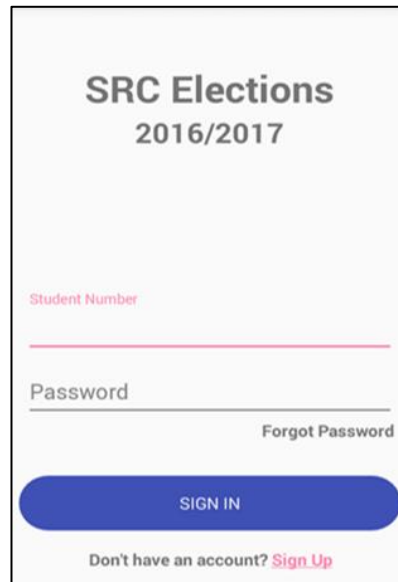 SRC Elections
2016/2017
Student Number
Password
Forgot Password
SIGN IN
Don't have an account? Sign Up